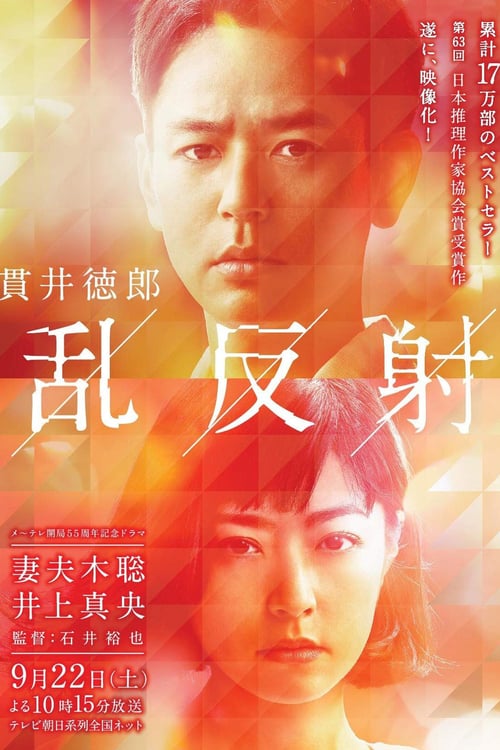 累計17万部のベストセラー
第63回 日本推理作家協会賞受賞作
遂に、映像化！
貫井徳郎
乱反射
メ〜テレ開局55周年記念ドラマ
妻夫木聡
井上真央
監督：石井裕也
9月22日(土)
よる10時15分放送
テレビ朝日系列全国ネット